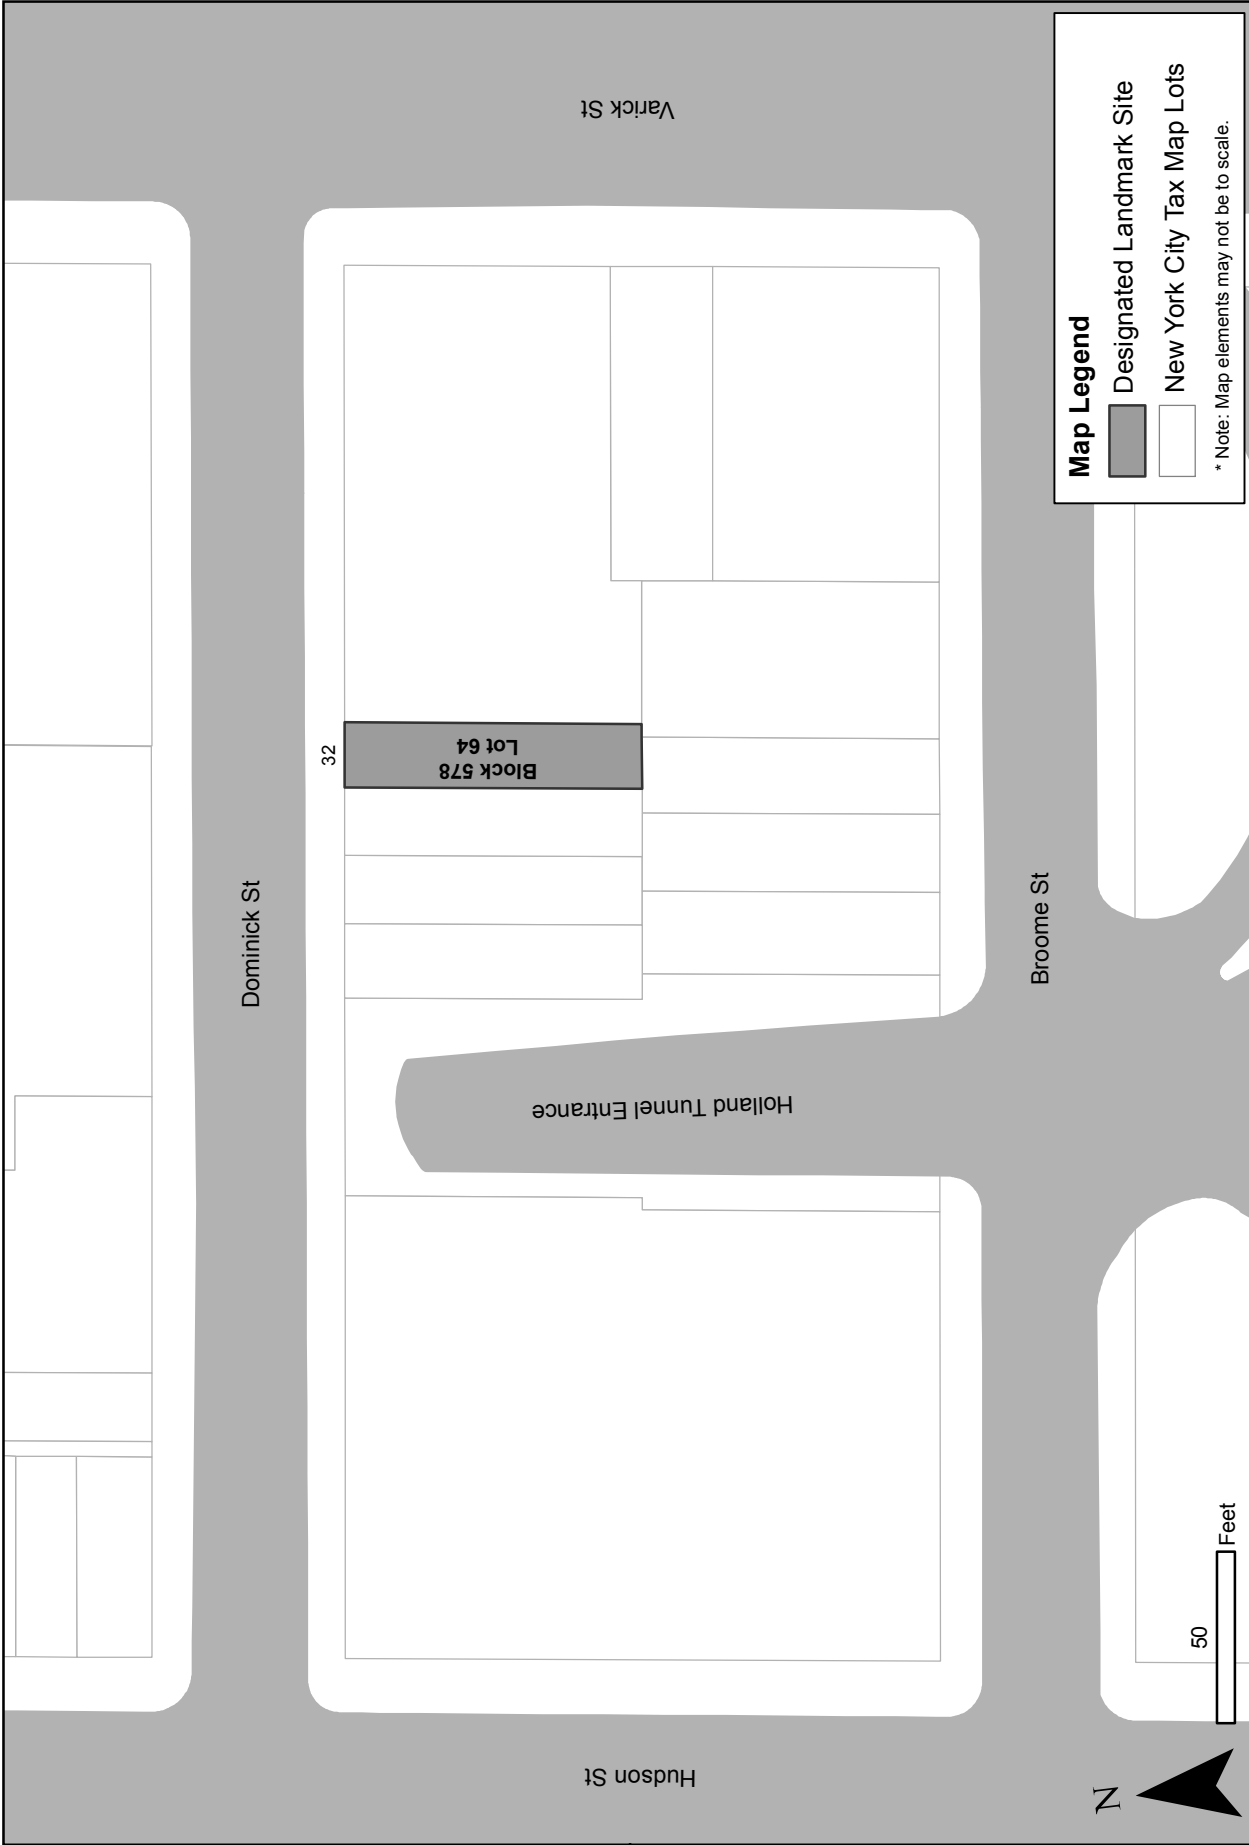 Varick St
Dominick St
32
Block 578
Lot 64
Holland Tunnel Entrance
Broome St
Hudson St
Map Legend
Designated Landmark Site
New York City Tax Map Lots
* Note: Map elements may not be to scale.
50
Feet
N